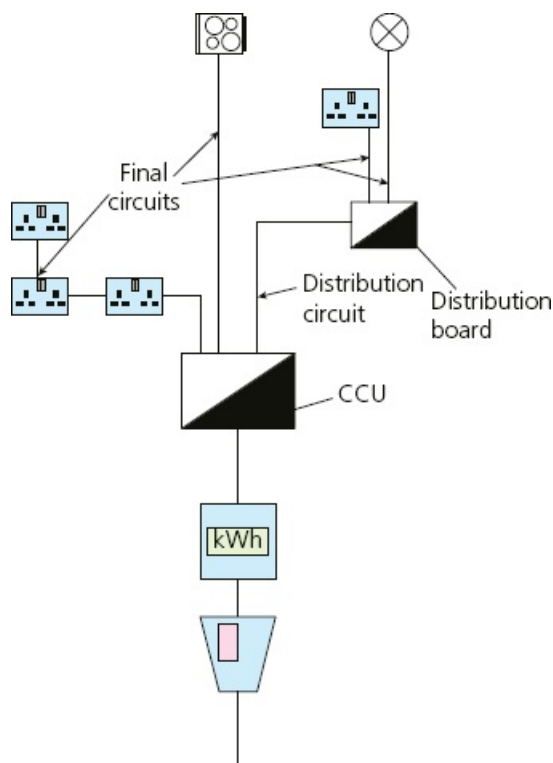 Final
circuits
Distribution
circuit
Distribution
board
CCU
kWh